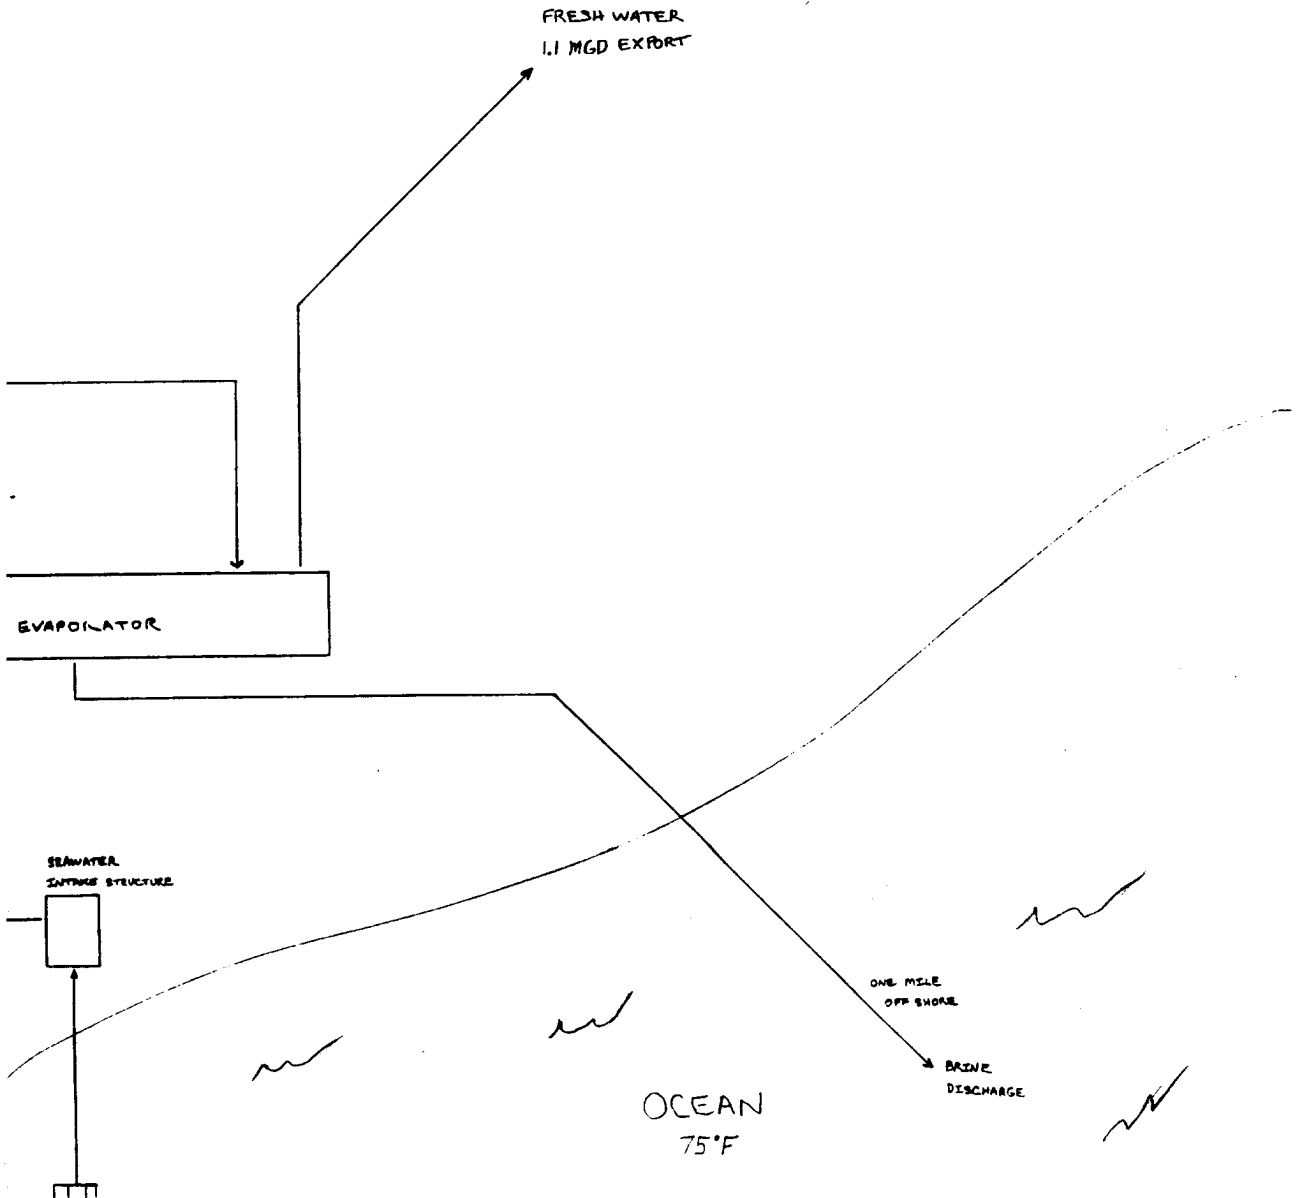 FRESH WATER
1.1 MGD EXPORT
EVAPORATOR
SEAWATER
INTAKE STRUCTURE
ONE MILE
OFF SHORE
BRINE
DISCHARGE
OCEAN
75°F